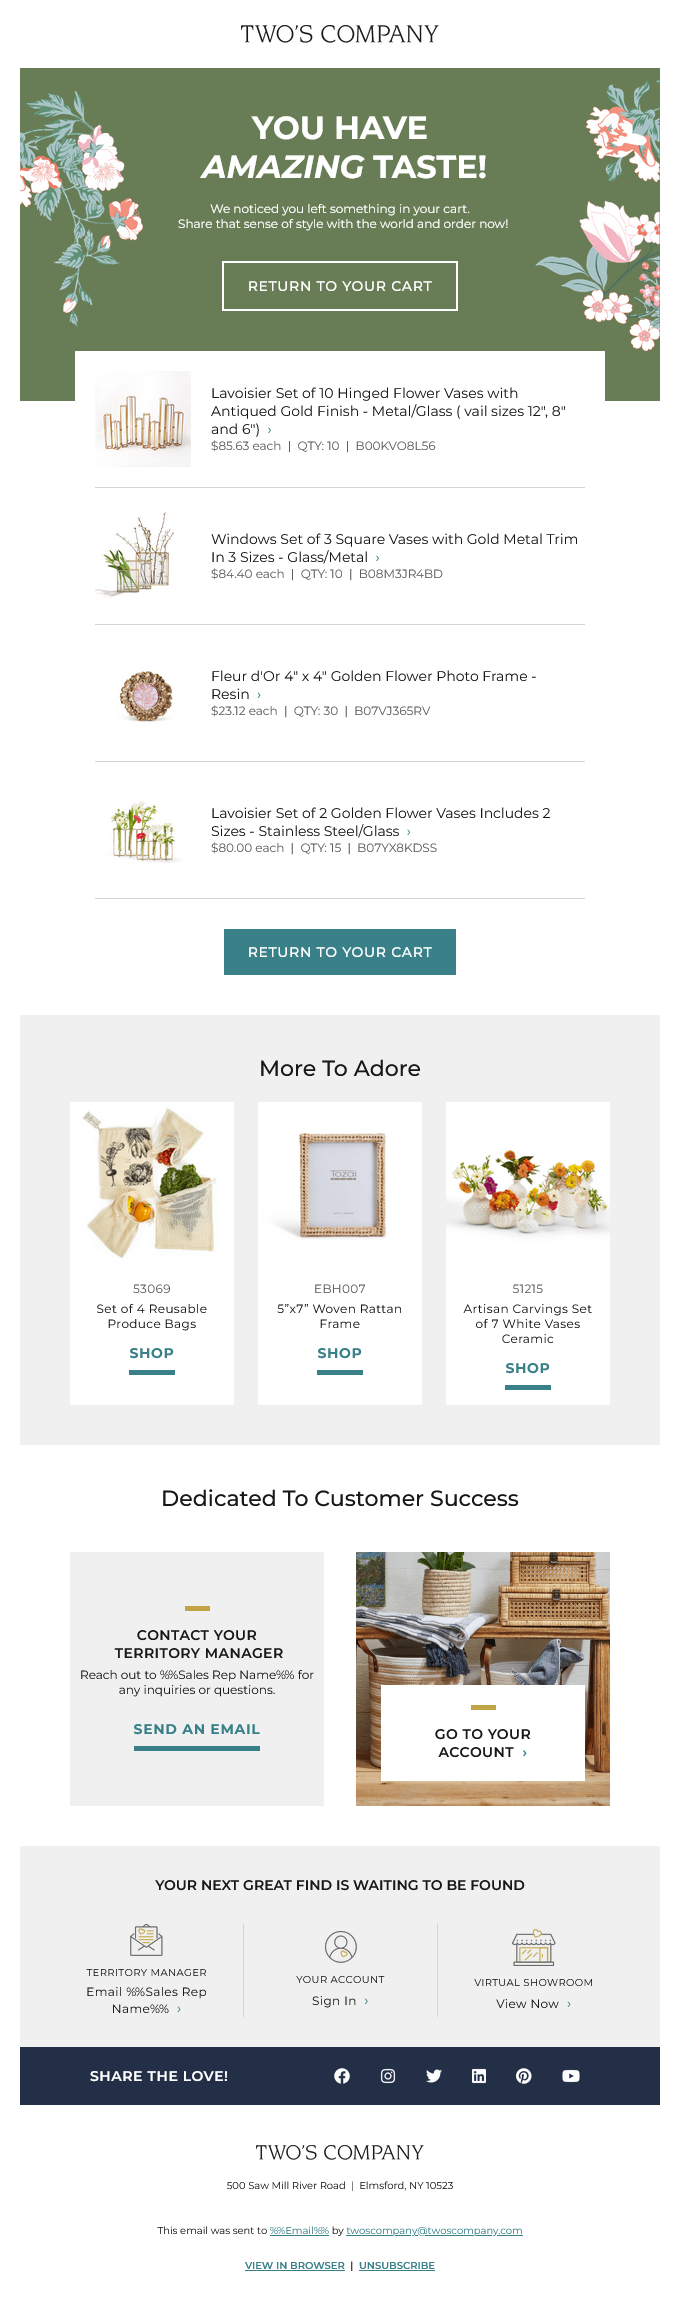 TWO'S COMPANY
YOU HAVE
AMAZING TASTE!
We noticed you left something in your cart.
Share that sense of style with the world and order now!
RETURN TO YOUR CART
Lavoisier Set of 10 Hinged Flower Vases with
Antiqued Gold Finish - Metal/Glass ( vail sizes 12", 8"
and 6") ›
$85.63 each | QTY: 10 | B00KVO8L56
Windows Set of 3 Square Vases with Gold Metal Trim
In 3 Sizes - Glass/Metal ›
$84.40 each | QTY: 10 | B08M3JR4BD
Fleur d'Or 4" x 4" Golden Flower Photo Frame -
Resin ›
$23.12 each | QTY: 30 | B07VJ365RV
Lavoisier Set of 2 Golden Flower Vases Includes 2
Sizes - Stainless Steel/Glass ›
$80.00 each | QTY: 15 | B07YX8KDSS
RETURN TO YOUR CART
More To Adore
Tozai
53069
Set of 4 Reusable
Produce Bags
SHOP
EBH007
5”x7” Woven Rattan
Frame
SHOP
51215
Artisan Carvings Set
of 7 White Vases
Ceramic
SHOP
Dedicated To Customer Success
CONTACT YOUR
TERRITORY MANAGER
Reach out to %%Sales Rep Name%% for
any inquiries or questions.
SEND AN EMAIL
GO TO YOUR
ACCOUNT ›
YOUR NEXT GREAT FIND IS WAITING TO BE FOUND
TERRITORY MANAGER
Email %%Sales Rep
Name%% ›
YOUR ACCOUNT
Sign In ›
VIRTUAL SHOWROOM
View Now ›
SHARE THE LOVE!
TWO'S COMPANY
500 Saw Mill River Road | Elmsford, NY 10523
This email was sent to %%Email%% by twoscompany@twoscompany.com
VIEW IN BROWSER | UNSUBSCRIBE